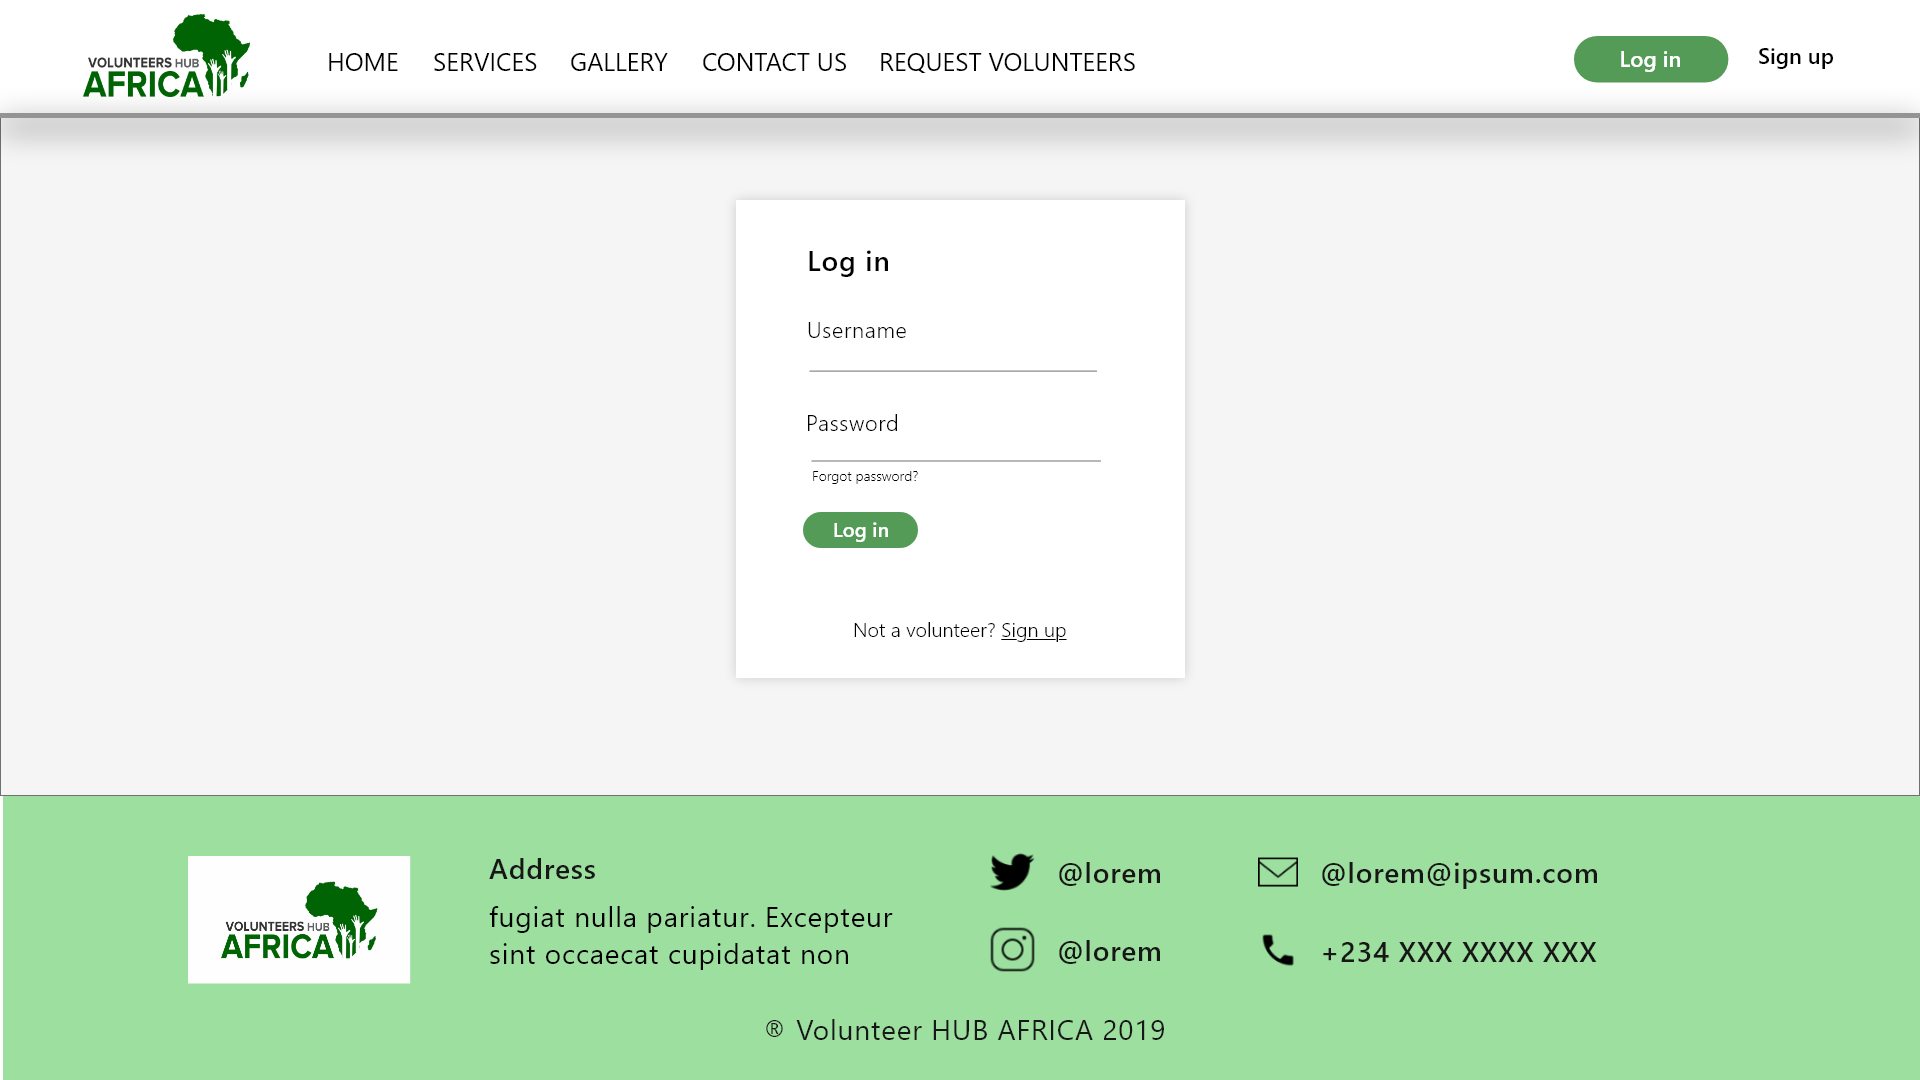 VOLUNTEERS HUB
AFRICA
HOME SERVICES GALLERY CONTACT US REQUEST VOLUNTEERS
Log in Sign up
Log in
Username
Password
Forgot password?
Log in
Not a volunteer? Sign up
VOLUNTEERS HUB
AFRICA
Address
fugiat nulla pariatur. Excepteur
sint occaecat cupidatat non
@lorem
@lorem
@lorem@ipsum.com
+234 XXX XXXX XXX
® Volunteer HUB AFRICA 2019